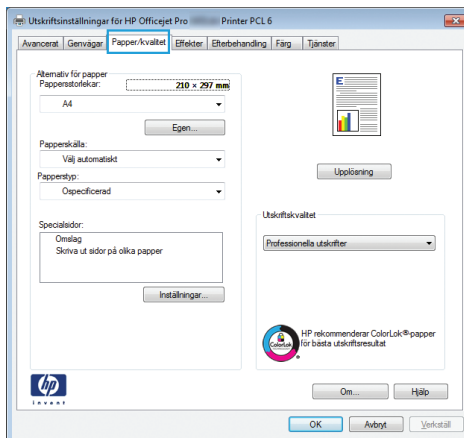 Utskriftsinställningar för HP Officejet Pro Printer PCL 6
Avancerat Genvägar Papper/kvalitet Effekter Efterbehandling Färg Tjänster
Alternativ för papper
Pappersstorlekar: 210 × 297 mm
A4
Egen...
Papperskälla:
Välj automatiskt
Papperstyp:
Ospecificerad
Specialsidor:
Omslag
Skriva ut sidor på olika papper
Inställningar...
E
Upplösning
Utskriftskvalitet
Professionella utskrifter
ColorLok
HP rekommenderar ColorLok®-papper
för bästa utskriftsresultat
hp
invent
Om... Hjälp
OK Avbryt Verkställ